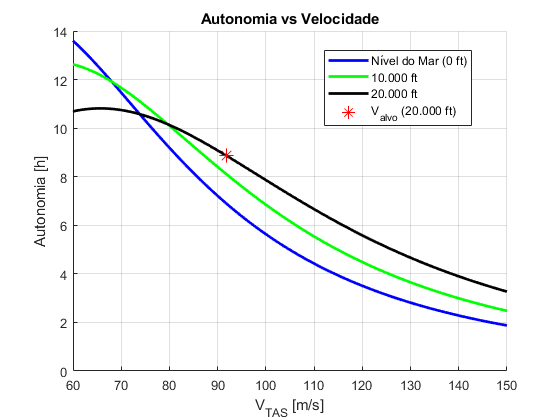 Autonomia vs Velocidade
Autonomia [h]
14
12
10
8
6
4
2
0
Nível do Mar (0 ft)
10.000 ft
20.000 ft
V_alvo (20.000 ft)
60 70 80 90 100 110 120 130 140 150
V_TAS [m/s]